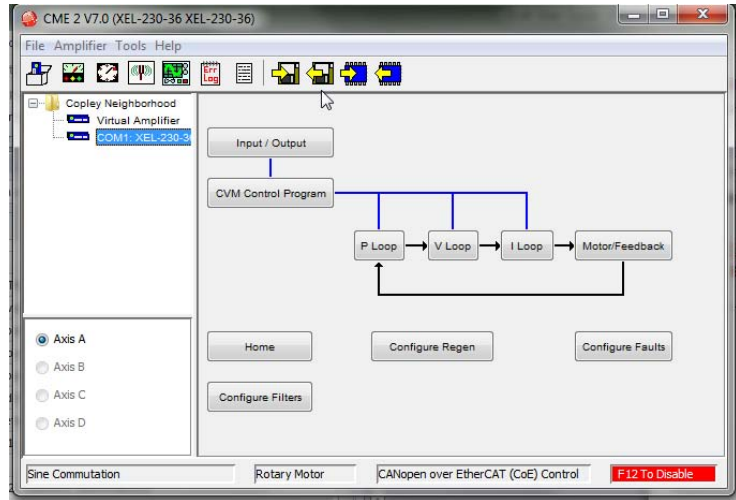 CME 2 V7.0 (XEL-230-36 XEL-230-36)
File Amplifier Tools Help
Err
Log
Copley Neighborhood
Virtual Amplifier
COM1: XEL-230-36
Input / Output
CVM Control Program
P Loop
V Loop
I Loop
Motor/Feedback
Axis A
Axis B
Axis C
Axis D
Home
Configure Regen
Configure Faults
Configure Filters
Sine Commutation
Rotary Motor
CANopen over EtherCAT (CoE) Control
F12 To Disable